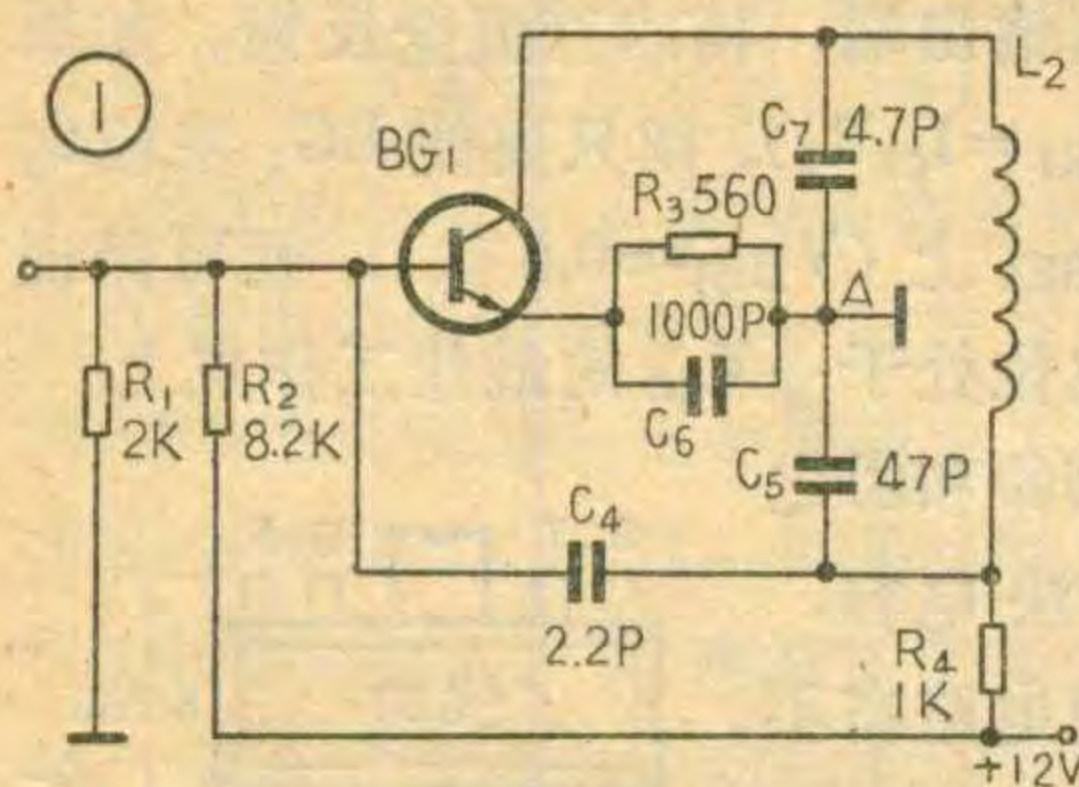 1
L₂
C₇ 4.7P
BG₁
R₃ 560
A
1000P
R₁
2K
R₂
8.2K
C₆
C₅ 47P
C₄
2.2P
R₄
1K
+12V